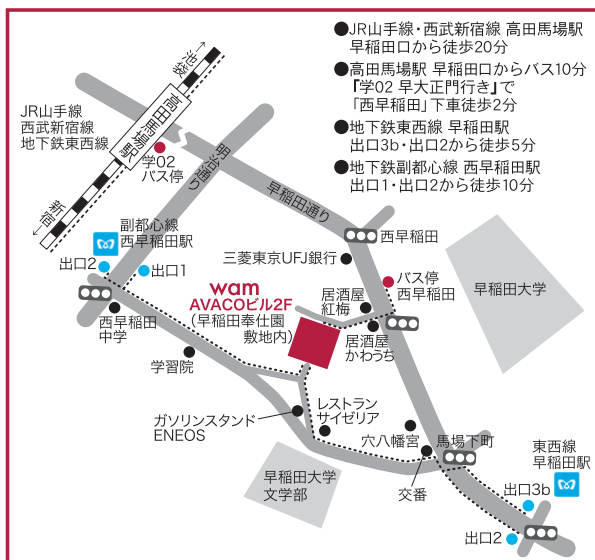 ●JR山手線・西武新宿線 高田馬場駅
早稲田口から徒歩20分
●高田馬場駅 早稲田口からバス10分
『学02 早大正門行き』で
「西早稲田」下車徒歩2分
●地下鉄東西線 早稲田駅
出口3b・出口2から徒歩5分
●地下鉄副都心線 西早稲田駅
出口1・出口2から徒歩10分
←池袋
JR山手線
西武新宿線
地下鉄東西線
高田馬場駅
学02
バス停
新宿→
明治通り
早稲田通り
副都心線
西早稲田駅
出口2
出口1
西早稲田
三菱東京UFJ銀行
バス停
西早稲田
早稲田大学
wam
AVACOビル2F
(早稲田奉仕園
敷地内)
居酒屋
紅梅
居酒屋
かわうち
西早稲田
中学
学習院
ガソリンスタンド
ENEOS
レストラン
サイゼリア
穴八幡宮
馬場下町
交番
早稲田大学
文学部
東西線
早稲田駅
出口3b
出口2